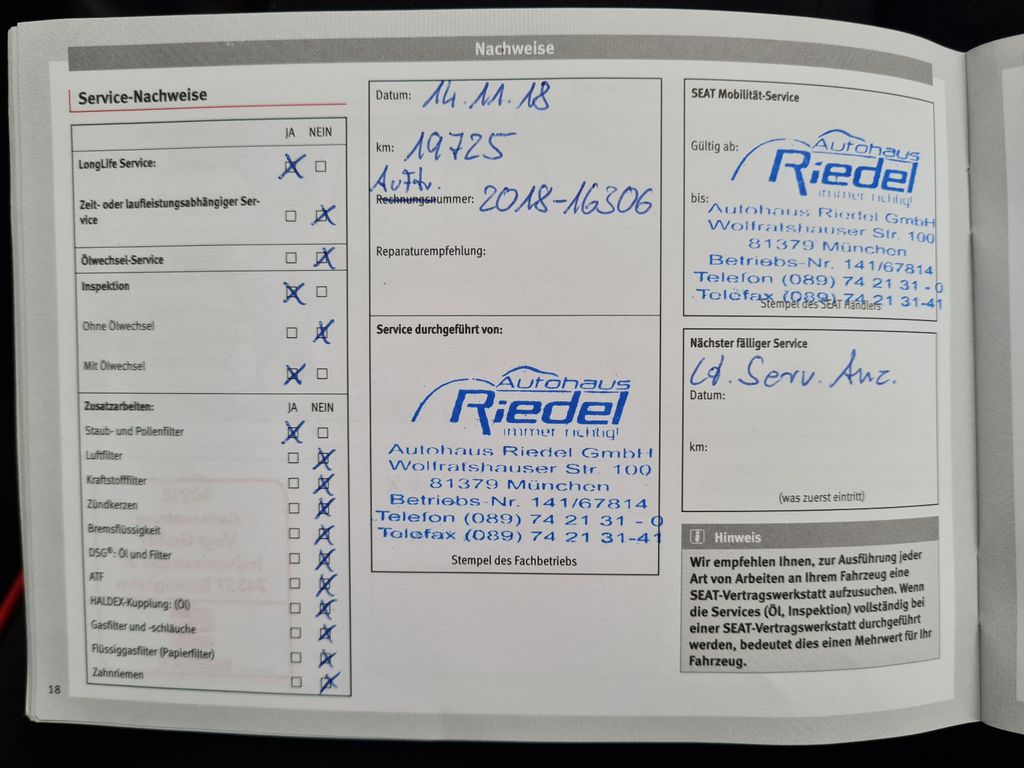 Nachweise
Service-Nachweise
JA NEIN
LongLife Service:
Zeit- oder laufleistungsabhängiger Ser-
vice
Ölwechsel-Service
Inspektion
Ohne Ölwechsel
Mit Ölwechsel
Zusatzarbeiten: JA NEIN
Staub- und Pollenfilter
Luftfilter
Kraftstofffilter
Zündkerzen
Bremsflüssigkeit
DSG®: Öl und Filter
ATF
HALDEX-Kupplung: (Öl)
Gasfilter und -schläuche
Flüssiggasfilter (Papierfilter)
Zahnriemen
18
Datum: 14.11.18
km: 19725
Auftr.
Rechnungsnummer: 2018-16306
Reparaturempfehlung:
Service durchgeführt von:
Autohaus
Riedel
immer richtig!
Autohaus Riedel GmbH
Wolfratshauser Str. 100
81379 München
Betriebs-Nr. 141/67814
Telefon (089) 74 21 31 - 0
Telefax (089) 74 21 31-41
Stempel des Fachbetriebs
SEAT Mobilität-Service
Gültig ab:
Autohaus
Riedel
immer richtig!
bis:
Autohaus Riedel GmbH
Wolfratshauser Str. 100
81379 München
Betriebs-Nr. 141/67814
Telefon (089) 74 21 31 - 0
Telefax (089) 74 21 31-41
Stempel des SEAT Händlers
Nächster fälliger Service
Lt. Serv. Anz.
Datum:
km:
(was zuerst eintritt)
i Hinweis
Wir empfehlen Ihnen, zur Ausführung jeder
Art von Arbeiten an Ihrem Fahrzeug eine
SEAT-Vertragswerkstatt aufzusuchen. Wenn
die Services (Öl, Inspektion) vollständig bei
einer SEAT-Vertragswerkstatt durchgeführt
werden, bedeutet dies einen Mehrwert für Ihr
Fahrzeug.